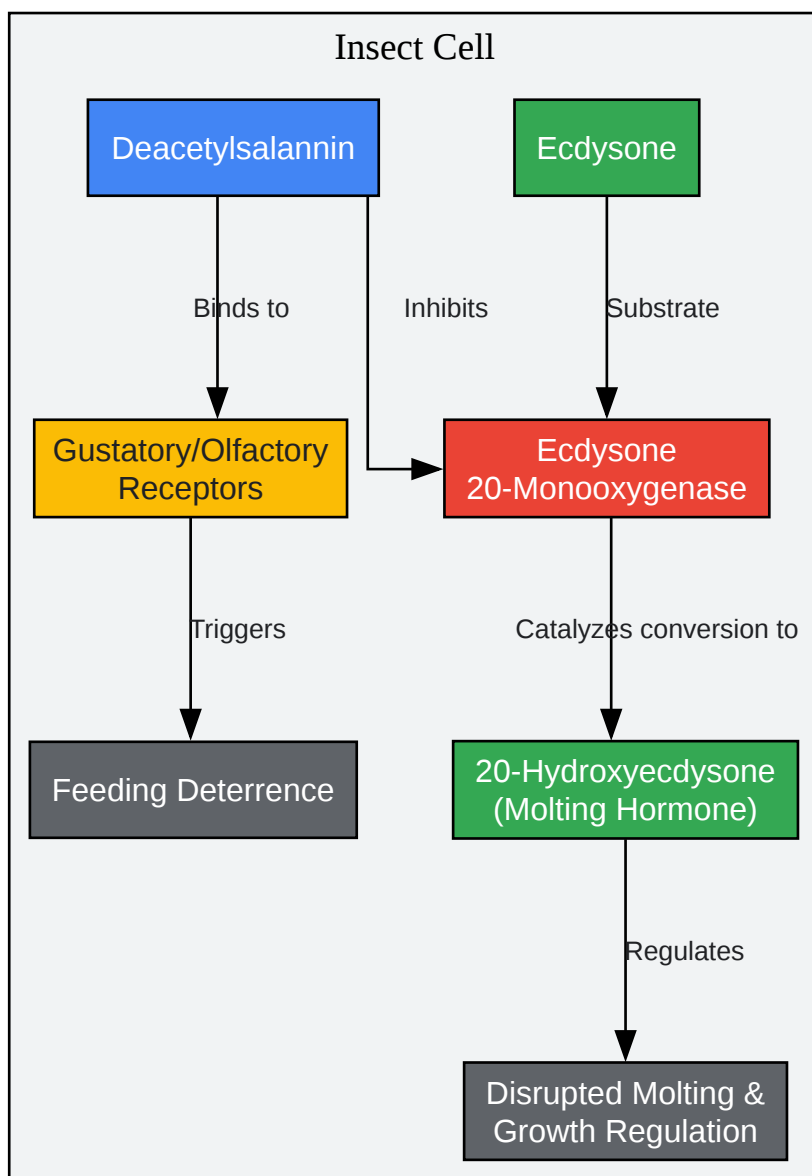 Insect Cell
Deacetylsalannin
Ecdysone
Binds to
Inhibits
Substrate
Gustatory/Olfactory
Receptors
Ecdysone
20-Monooxygenase
Triggers
Catalyzes conversion to
Feeding Deterrence
20-Hydroxyecdysone
(Molting Hormone)
Regulates
Disrupted Molting &
Growth Regulation